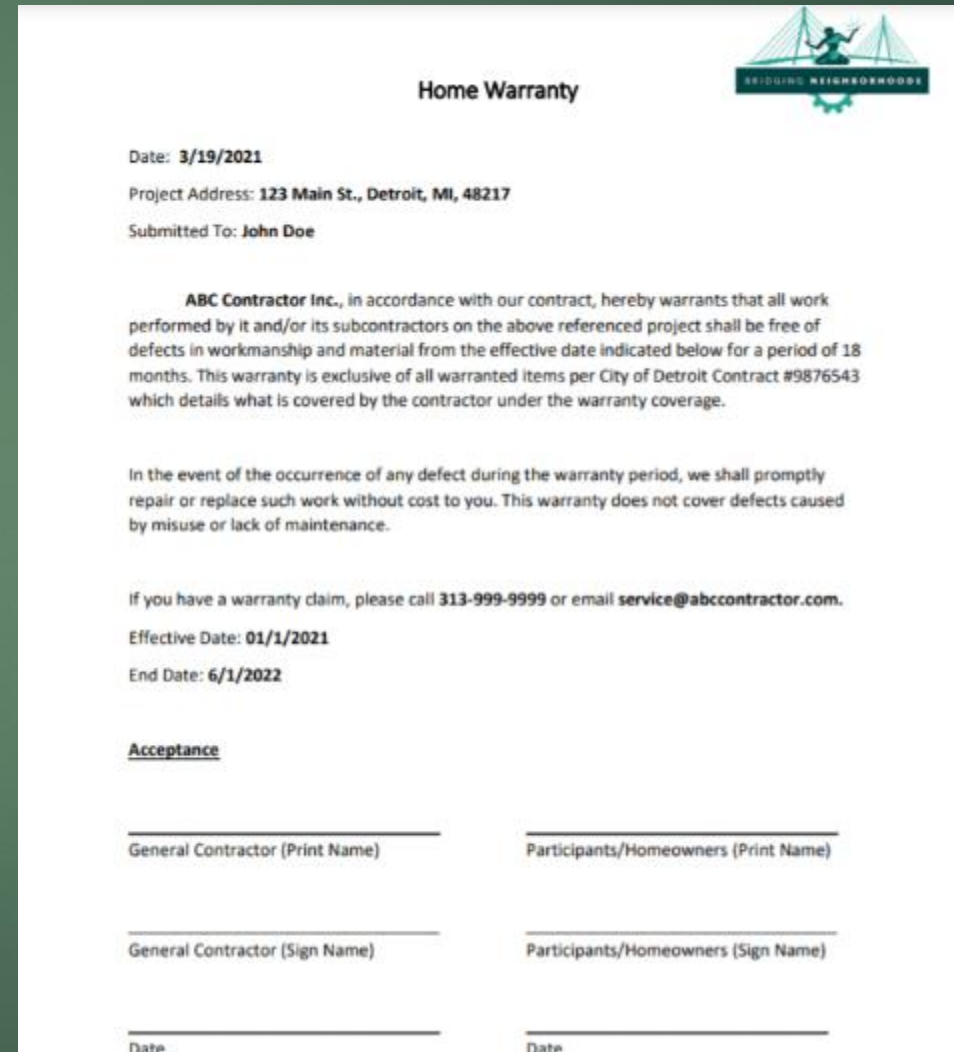 BRIDGING NEIGHBORHOODS
Home Warranty
Date: 3/19/2021
Project Address: 123 Main St., Detroit, MI, 48217
Submitted To: John Doe
ABC Contractor Inc., in accordance with our contract, hereby warrants that all work
performed by it and/or its subcontractors on the above referenced project shall be free of
defects in workmanship and material from the effective date indicated below for a period of 18
months. This warranty is exclusive of all warranted items per City of Detroit Contract #9876543
which details what is covered by the contractor under the warranty coverage.
In the event of the occurrence of any defect during the warranty period, we shall promptly
repair or replace such work without cost to you. This warranty does not cover defects caused
by misuse or lack of maintenance.
If you have a warranty claim, please call 313-999-9999 or email service@abccontractor.com.
Effective Date: 01/1/2021
End Date: 6/1/2022
Acceptance
General Contractor (Print Name) Participants/Homeowners (Print Name)
General Contractor (Sign Name) Participants/Homeowners (Sign Name)
Date Date